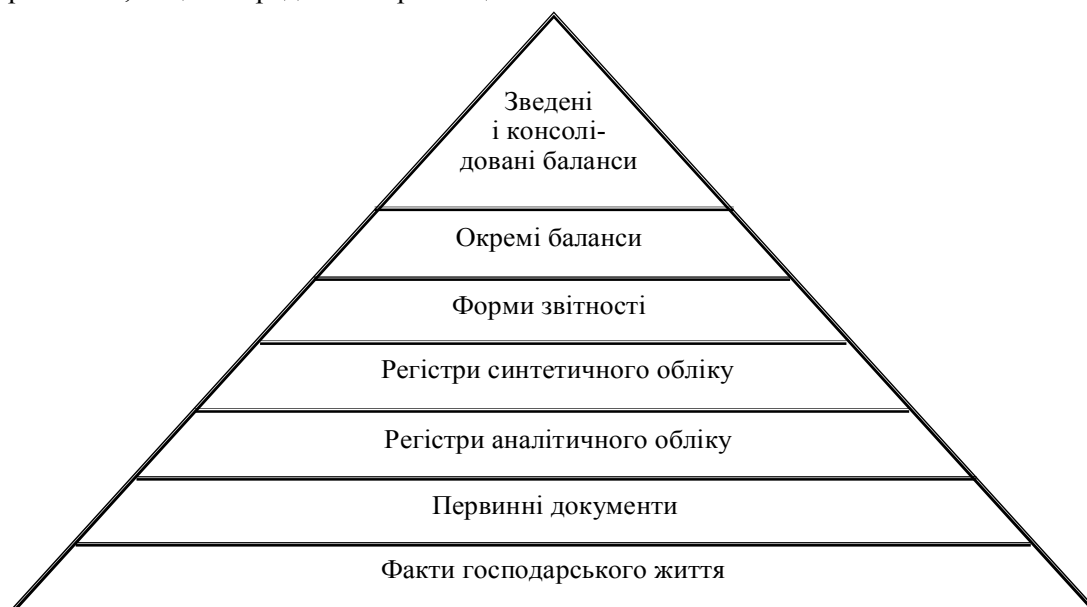 Зведені
і консолі-
довані баланси
Окремі баланси
Форми звітності
Регістри синтетичного обліку
Регістри аналітичного обліку
Первинні документи
Факти господарського життя